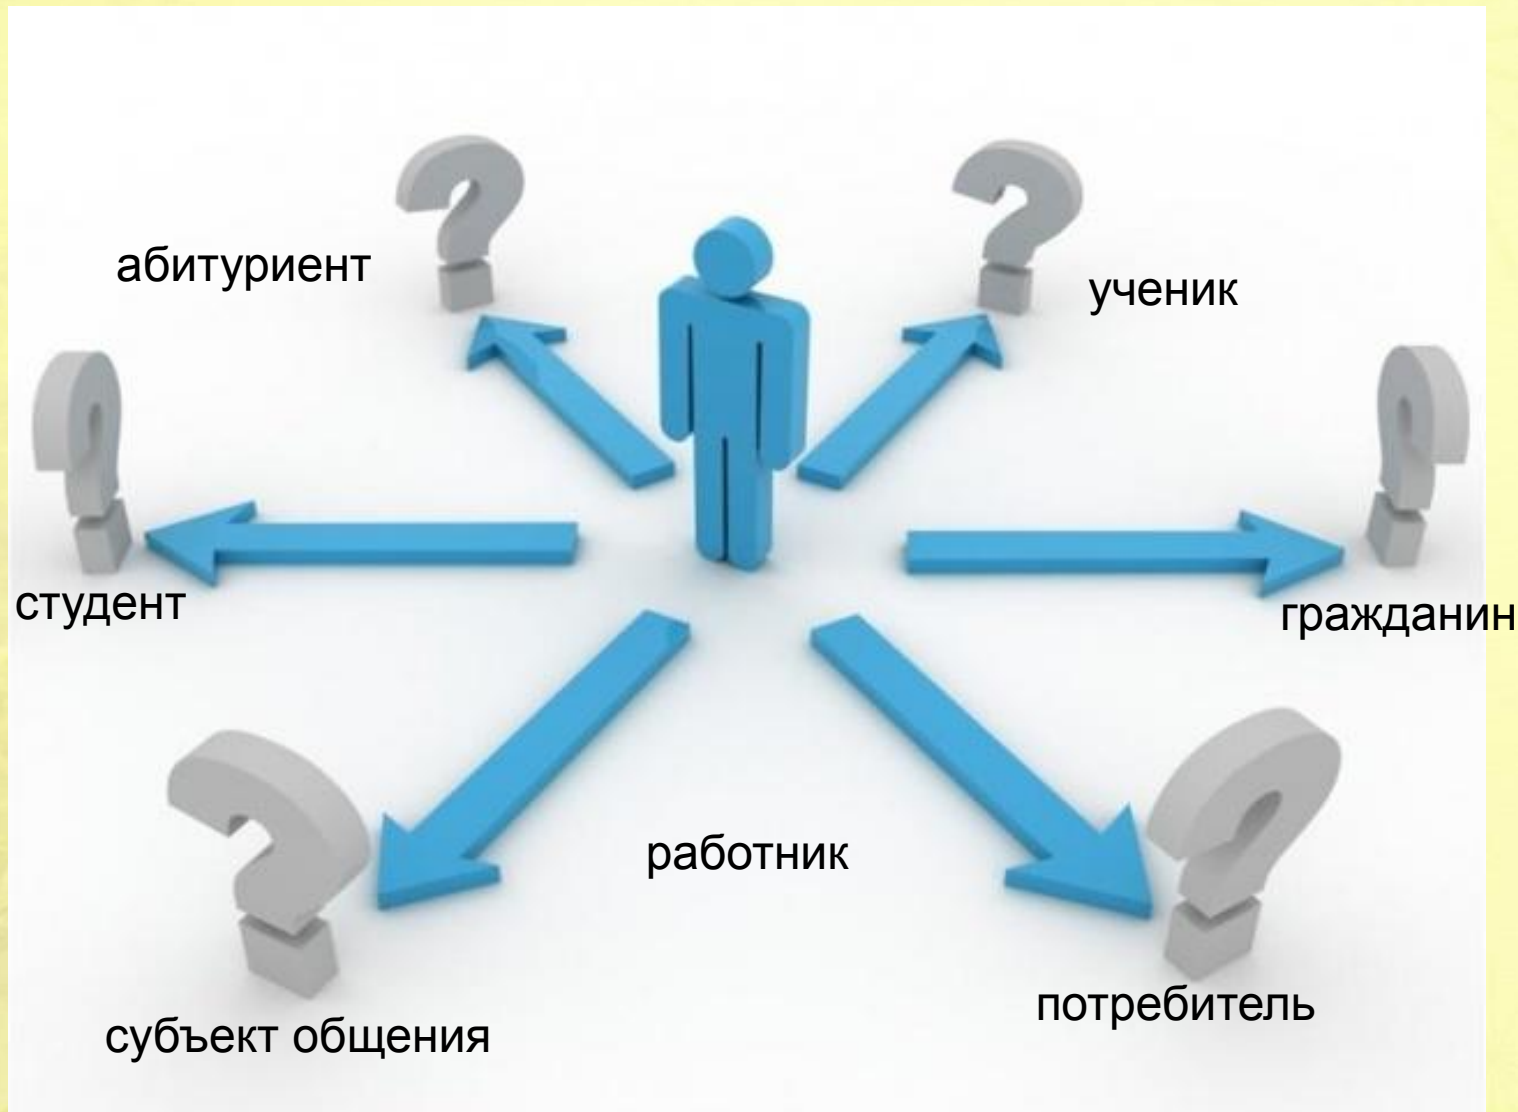 абитуриент
ученик
студент
гражданин
работник
потребитель
субъект общения